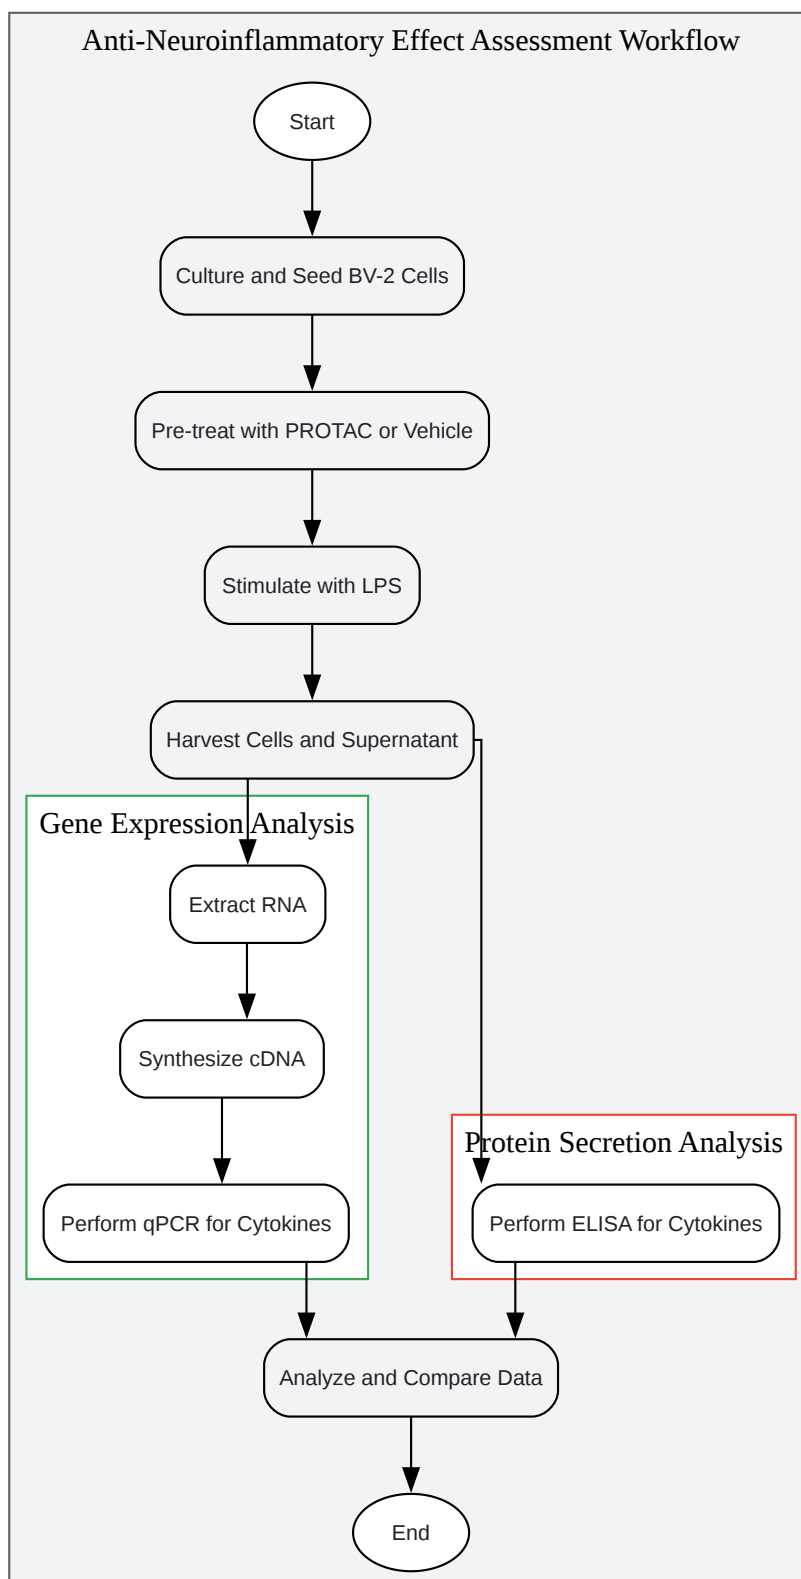 Anti-Neuroinflammatory Effect Assessment Workflow
Start
Culture and Seed BV-2 Cells
Pre-treat with PROTAC or Vehicle
Stimulate with LPS
Harvest Cells and Supernatant
Gene Expression Analysis
Extract RNA
Synthesize cDNA
Perform qPCR for Cytokines
Protein Secretion Analysis
Perform ELISA for Cytokines
Analyze and Compare Data
End